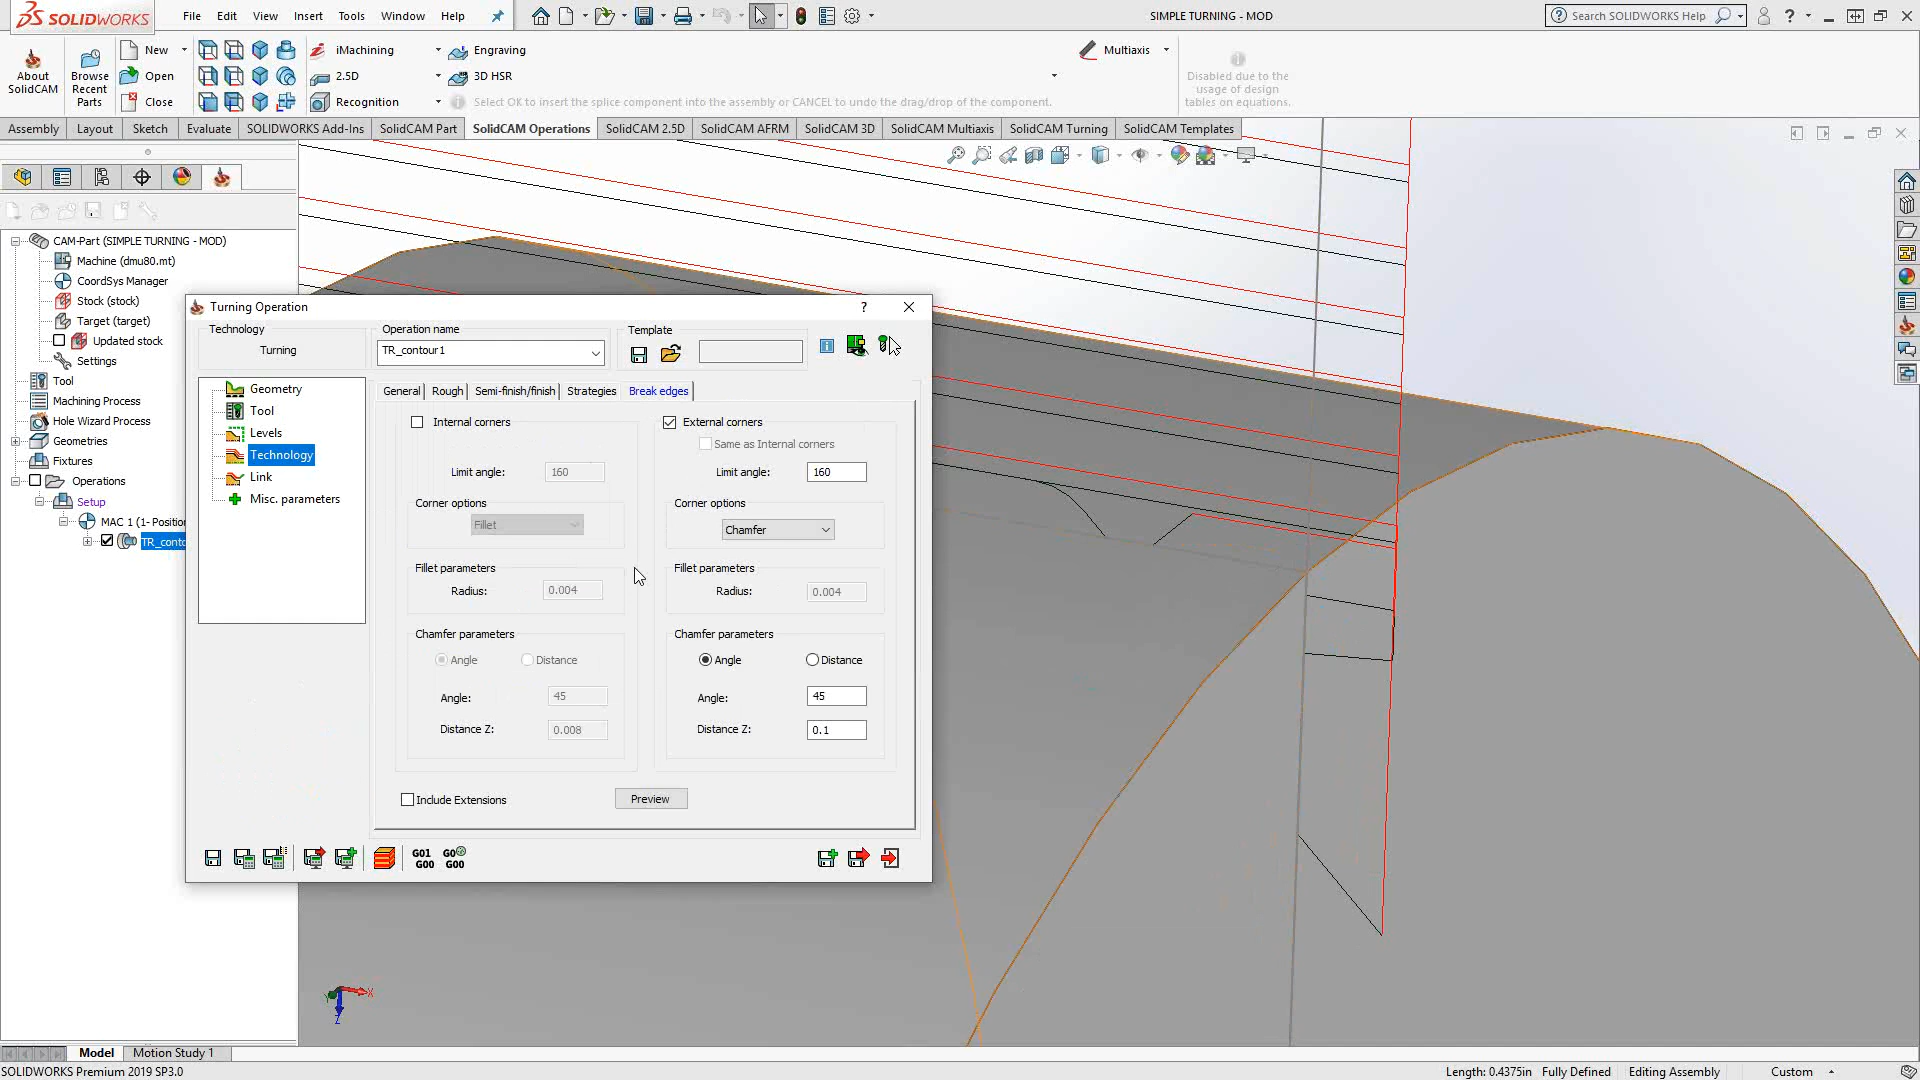 SOLIDWORKS
File Edit View Insert Tools Window Help
SIMPLE TURNING - MOD
Search SOLIDWORKS Help
About SolidCAM
Browse Recent Parts
New
Open
Close
iMachining
2.5D
Recognition
Engraving
3D HSR
Select OK to insert the splice component into the assembly or CANCEL to undo the drag/drop of the component.
Multiaxis
Disabled due to the
usage of design
tables on equations.
Assembly Layout Sketch Evaluate SOLIDWORKS Add-Ins SolidCAM Part SolidCAM Operations SolidCAM 2.5D SolidCAM AFRM SolidCAM 3D SolidCAM Multiaxis SolidCAM Turning SolidCAM Templates
CAM-Part (SIMPLE TURNING - MOD)
Machine (dmu80.mt)
CoordSys Manager
Stock (stock)
Target (target)
Updated stock
Settings
Tool
Machining Process
Hole Wizard Process
Geometries
Fixtures
Operations
Setup
MAC 1 (1- Position
TR_conto
Turning Operation
?
Technology
Turning
Operation name
TR_contour1
Template
Geometry
Tool
Levels
Technology
Link
Misc. parameters
General Rough Semi-finish/finish Strategies Break edges
Internal corners
Limit angle: 160
Corner options
Fillet
Fillet parameters
Radius: 0.004
Chamfer parameters
Angle Distance
Angle: 45
Distance Z: 0.008
External corners
Same as Internal corners
Limit angle: 160
Corner options
Chamfer
Fillet parameters
Radius: 0.004
Chamfer parameters
Angle Distance
Angle: 45
Distance Z: 0.1
Include Extensions
Preview
G01
G00
G0
G00
X
Y
Z
Model Motion Study 1
SOLIDWORKS Premium 2019 SP3.0
Length: 0.4375in Fully Defined Editing Assembly Custom